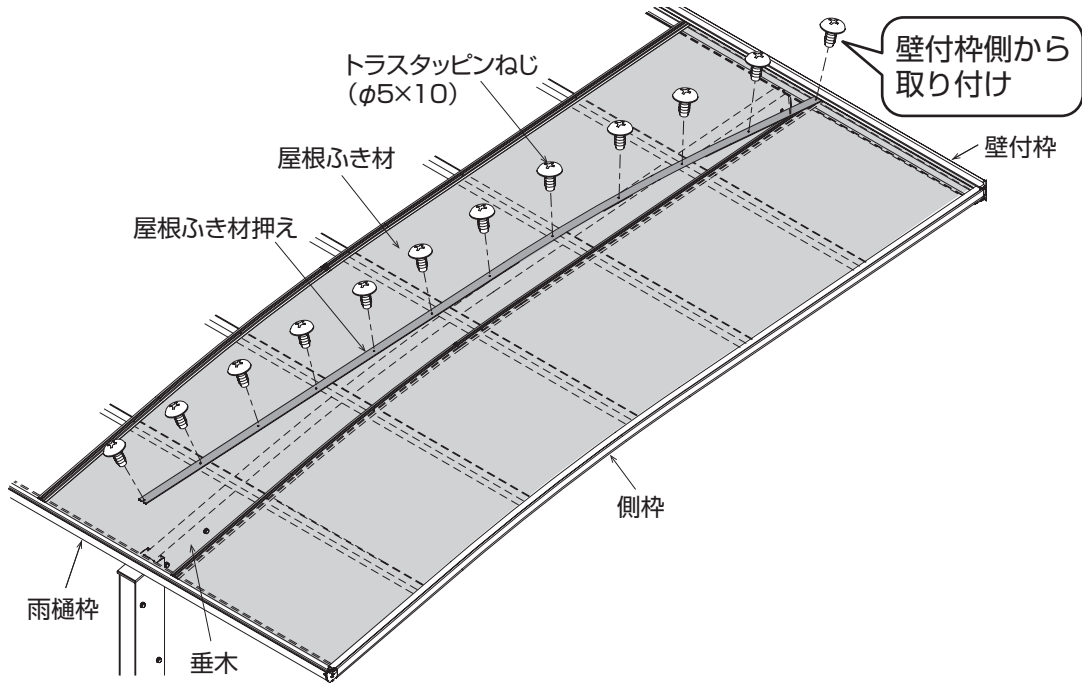 壁付枠側から
取り付け
トラスタッピンねじ
（φ5×10）
壁付枠
屋根ふき材
屋根ふき材押え
側枠
雨樋枠
垂木